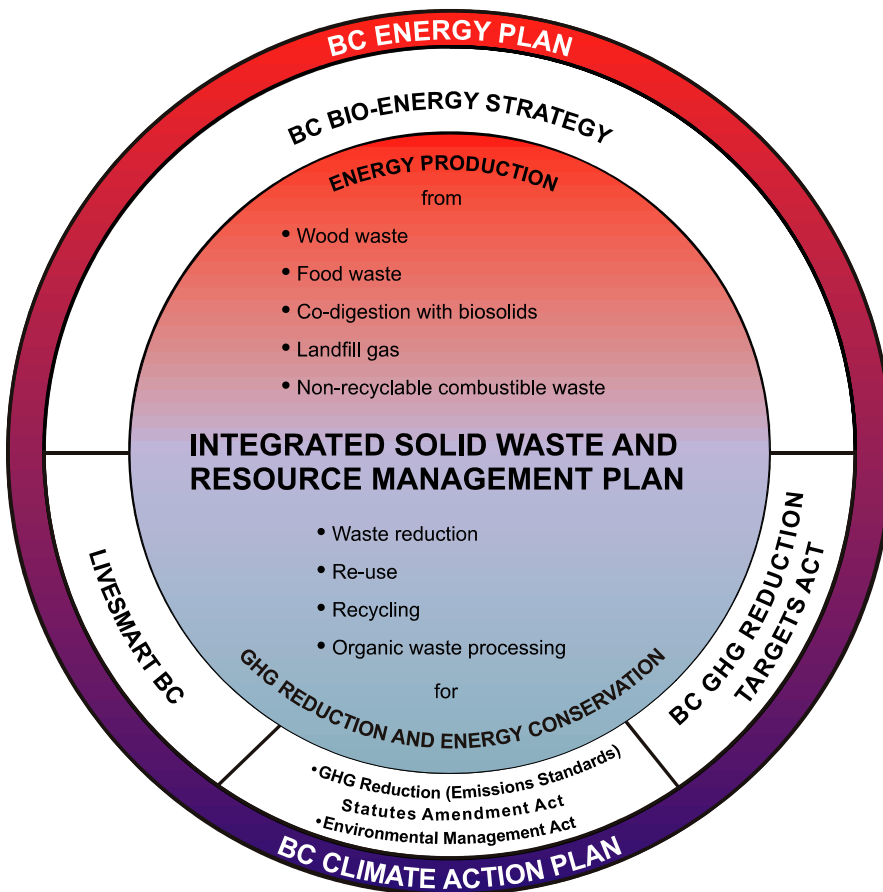 BC ENERGY PLAN
BC BIO-ENERGY STRATEGY
ENERGY PRODUCTION
from
• Wood waste
• Food waste
• Co-digestion with biosolids
• Landfill gas
• Non-recyclable combustible waste
INTEGRATED SOLID WASTE AND
RESOURCE MANAGEMENT PLAN
• Waste reduction
• Re-use
• Recycling
• Organic waste processing
for
GHG REDUCTION AND ENERGY CONSERVATION
LIVESMART BC
BC GHG REDUCTION
TARGETS ACT
•GHG Reduction (Emissions Standards)
Statutes Amendment Act
•Environmental Management Act
BC CLIMATE ACTION PLAN